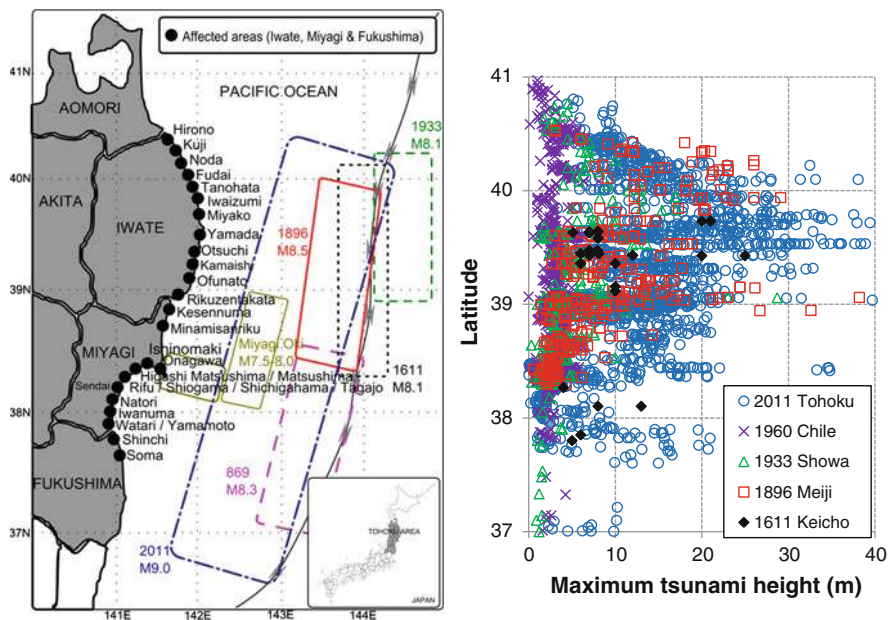 Affected areas (Iwate, Miyagi & Fukushima)
41N
PACIFIC OCEAN
AOMORI
1933
M8.1
Hirono
Kuji
Noda
Fudai
40N
Tanohata
Iwaizumi
AKITA
Miyako
IWATE
1896
M8.5
Yamada
Otsuchi
Kamaishi
Ofunato
39N
Rikuzentakata
Kesennuma
Minamisanriku
MIYAGI
Miyagi Oki
M7.5-8.0
Ishinomaki
Onagawa
1611
M8.1
Higashi Matsushima / Matsushima
Sendai
Rifu / Shiogama / Shichigahama / Tagajo
38N
Natori
Iwanuma
Watari / Yamamoto
Shinchi
Soma
869
M8.3
FUKUSHIMA
37N
2011
M9.0
TOHOKU AREA
JAPAN
141E
142E
143E
144E
Latitude
41
40
39
38
37
2011 Tohoku
1960 Chile
1933 Showa
1896 Meiji
1611 Keicho
0
10
20
30
40
Maximum tsunami height (m)